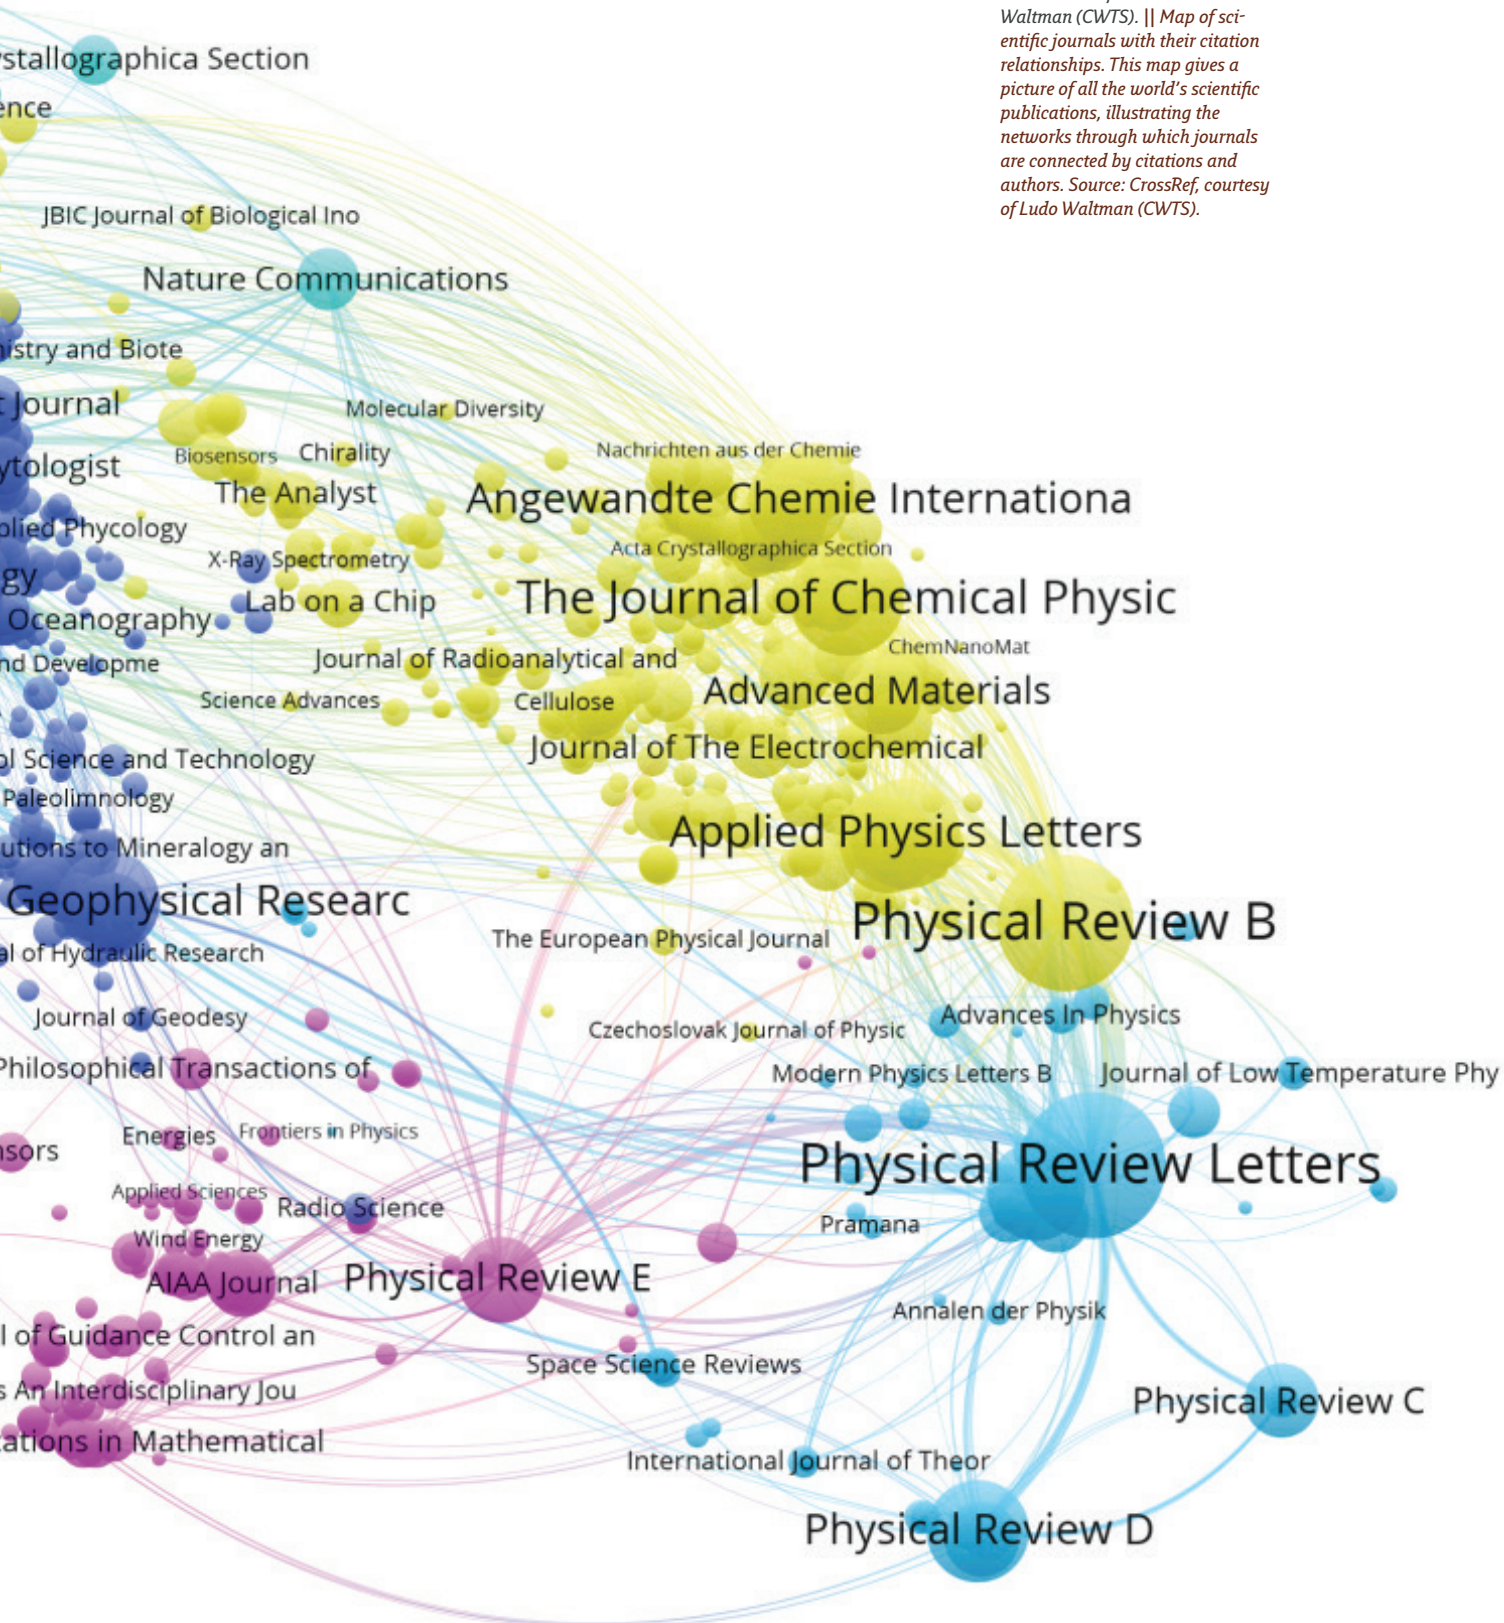 Waltman (CWTS). || Map of sci-
entific journals with their citation
relationships. This map gives a
picture of all the world's scientific
publications, illustrating the
networks through which journals
are connected by citations and
authors. Source: CrossRef, courtesy
of Ludo Waltman (CWTS).
stallographica Section
ence
JBIC Journal of Biological Ino
Nature Communications
istry and Biote
t Journal
Molecular Diversity
Nachrichten aus der Chemie
Biosensors
Chirality
ytologist
The Analyst
Angewandte Chemie Internationa
plied Phycology
Acta Crystallographica Section
X-Ray Spectrometry
gy
The Journal of Chemical Physic
Lab on a Chip
Oceanography
ChemNanoMat
nd Developme
Journal of Radioanalytical and
Science Advances
Cellulose
Advanced Materials
Journal of The Electrochemical
ol Science and Technology
Paleolimnology
Applied Physics Letters
utions to Mineralogy an
Geophysical Researc
Physical Review B
The European Physical Journal
al of Hydraulic Research
Journal of Geodesy
Advances In Physics
Czechoslovak Journal of Physic
Philosophical Transactions of
Modern Physics Letters B
Journal of Low Temperature Phy
Energies
Frontiers in Physics
nsors
Physical Review Letters
Applied Sciences
Radio Science
Pramana
Wind Energy
AIAA Journal
Physical Review E
Annalen der Physik
l of Guidance Control an
Space Science Reviews
s An Interdisciplinary Jou
Physical Review C
ations in Mathematical
International Journal of Theor
Physical Review D